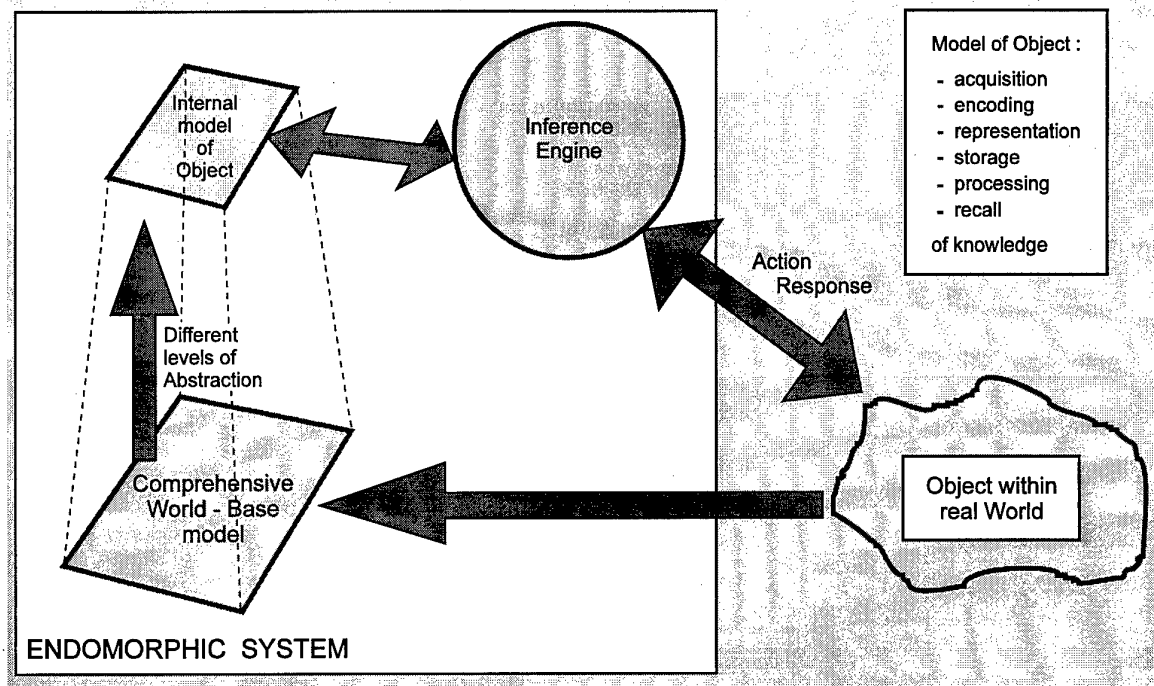 Internal
model
of
Object
Inference
Engine
Model of Object :
- acquisition
- encoding
- representation
- storage
- processing
- recall
of knowledge
Action
Response
Different
levels of
Abstraction
Comprehensive
World - Base
model
Object within
real World
ENDOMORPHIC SYSTEM